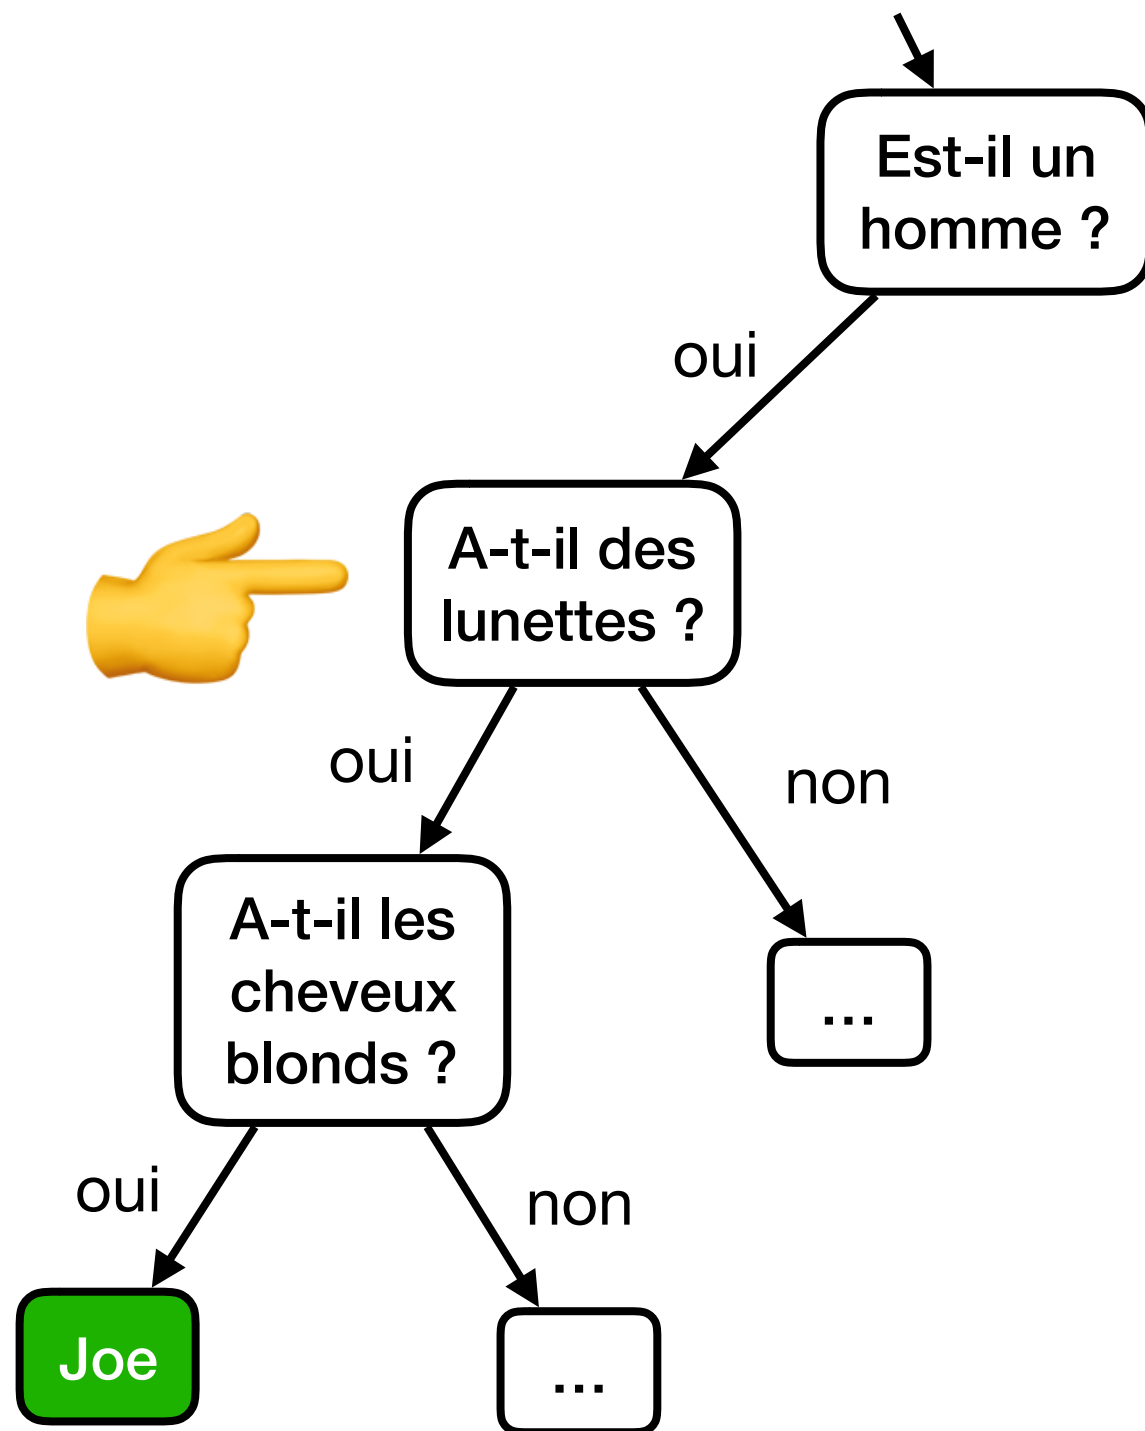 Est-il un
homme ?
oui
A-t-il des
lunettes ?
oui
non
A-t-il les
cheveux
blonds ?
...
oui
non
Joe
...